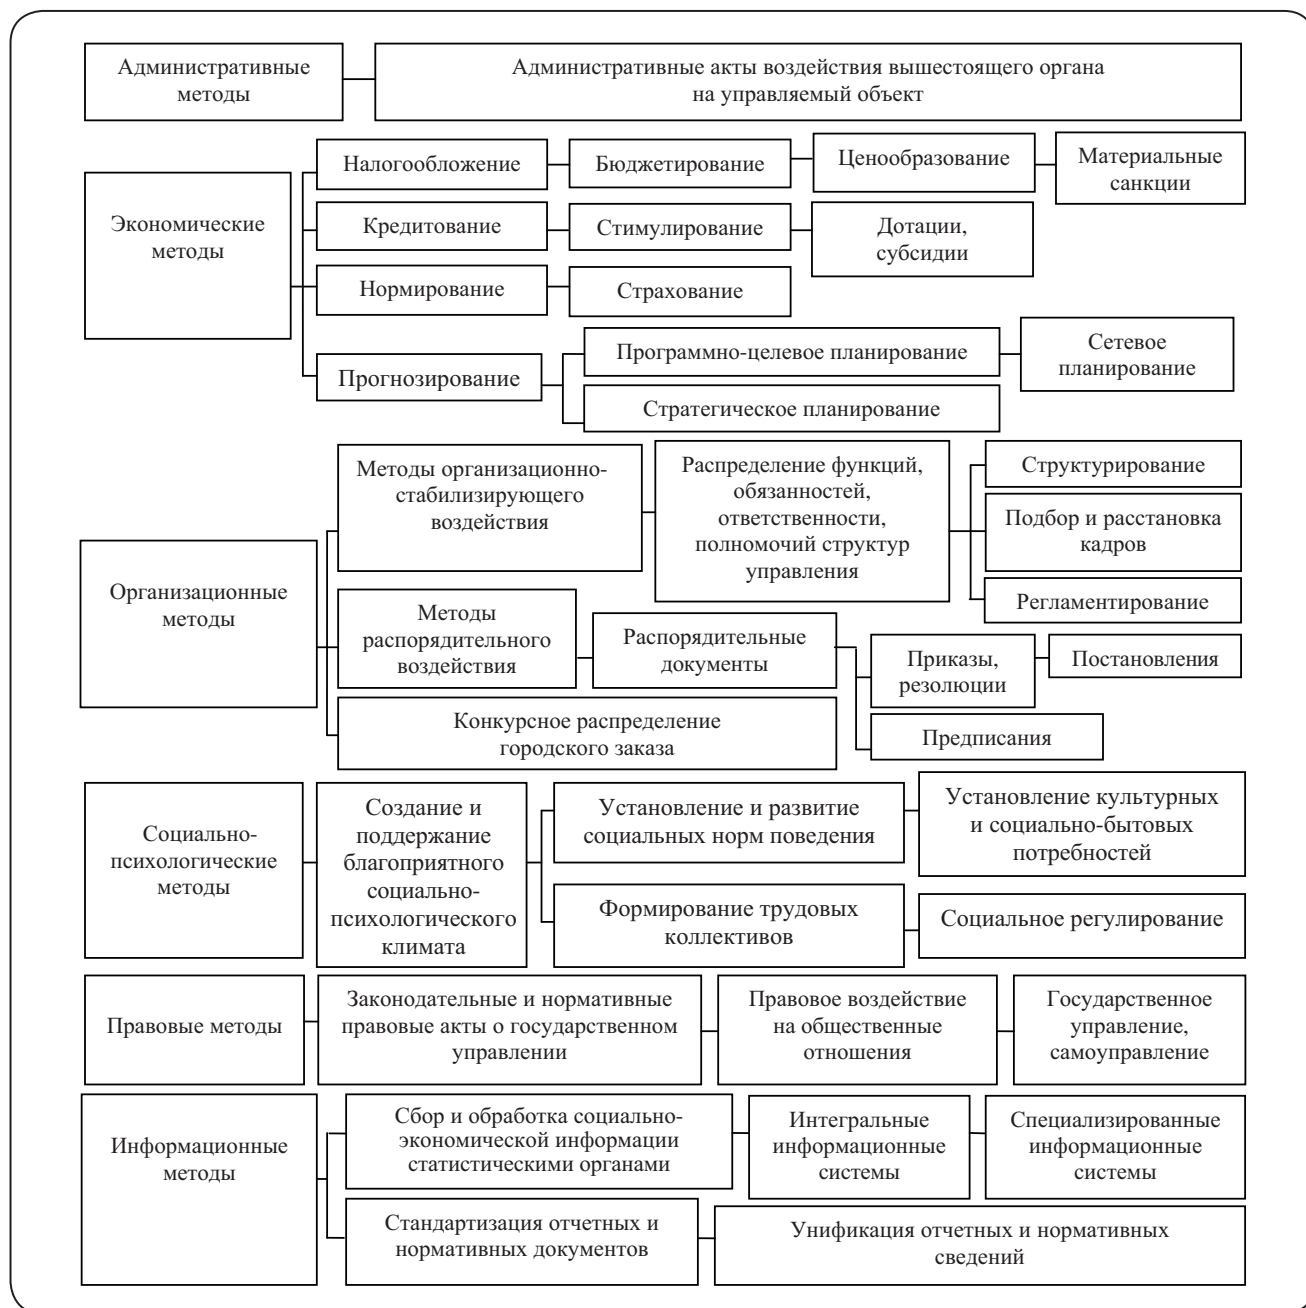 Административные
методы
Административные акты воздействия вышестоящего органа
на управляемый объект
Экономические
методы
Налогообложение
Бюджетирование
Ценообразование
Материальные
санкции
Кредитование
Стимулирование
Дотации,
субсидии
Нормирование
Страхование
Прогнозирование
Программно-целевое планирование
Сетевое
планирование
Стратегическое планирование
Организационные
методы
Методы организационно-
стабилизирующего
воздействия
Распределение функций,
обязанностей,
ответственности,
полномочий структур
управления
Структурирование
Подбор и расстановка
кадров
Регламентирование
Методы
распорядительного
воздействия
Распорядительные
документы
Приказы,
резолюции
Постановления
Предписания
Конкурсное распределение
городского заказа
Социально-
психологические
методы
Создание и
поддержание
благоприятного
социально-
психологического
климата
Установление и развитие
социальных норм поведения
Установление культурных
и социально-бытовых
потребностей
Формирование трудовых
коллективов
Социальное регулирование
Правовые методы
Законодательные и нормативные
правовые акты о государственном
управлении
Правовое воздействие
на общественные
отношения
Государственное
управление,
самоуправление
Информационные
методы
Сбор и обработка социально-
экономической информации
статистическими органами
Интегральные
информационные
системы
Специализированные
информационные
системы
Стандартизация отчетных и
нормативных документов
Унификация отчетных и нормативных
сведений